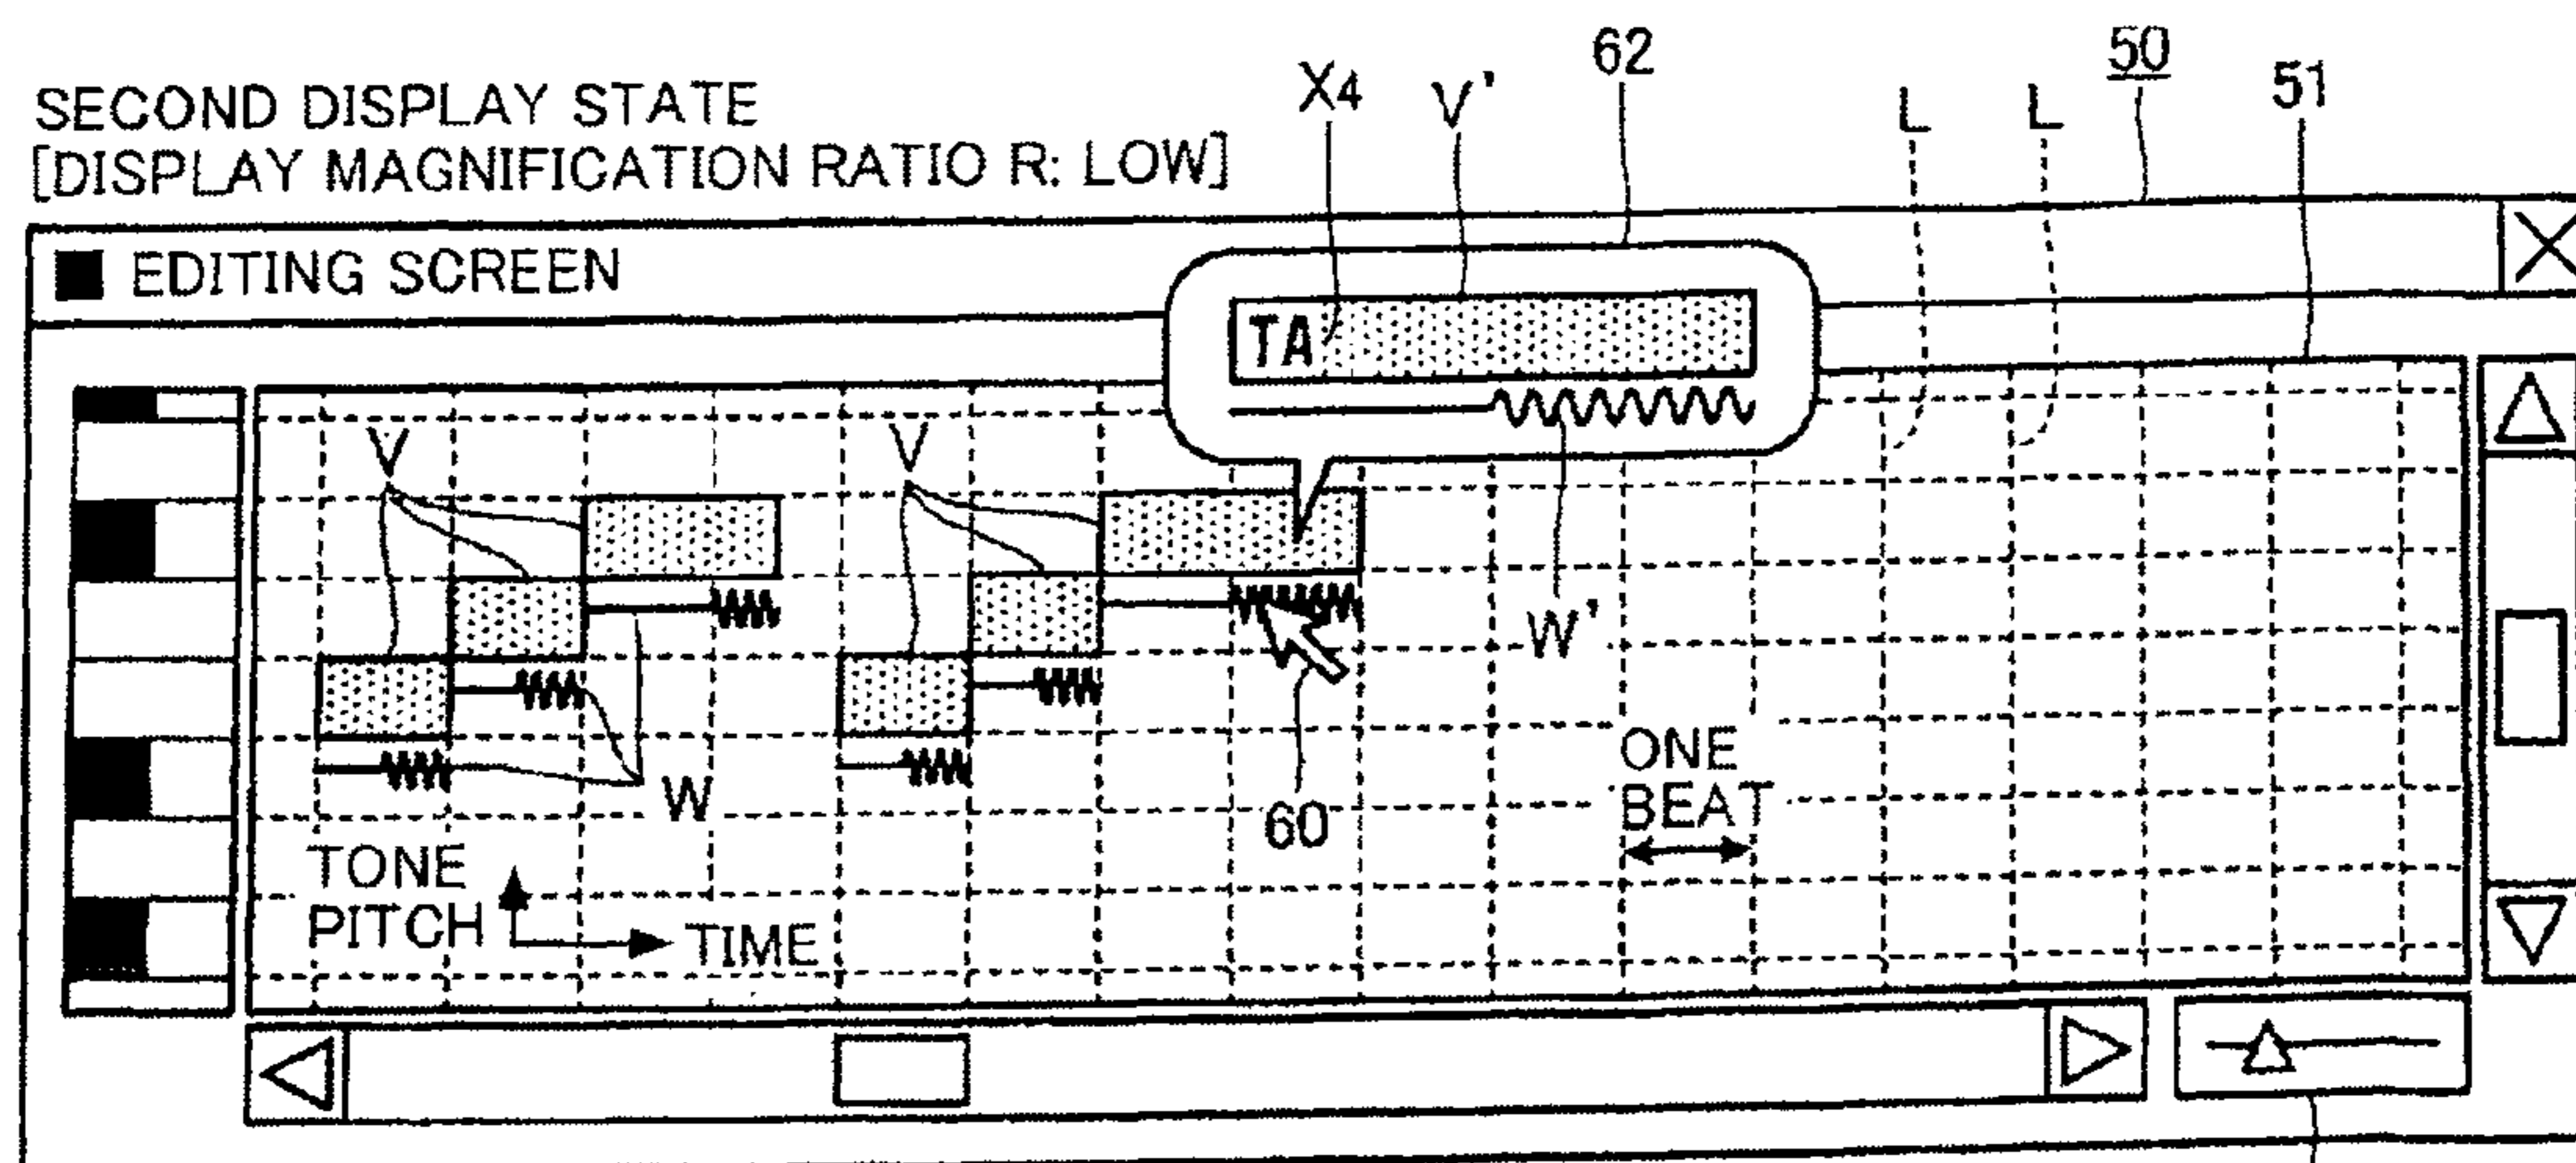 SECOND DISPLAY STATE
[DISPLAY MAGNIFICATION RATIO R: LOW]
X4
V'
62
L
L
50
51
EDITING SCREEN
TA
V
V
W'
W
60
ONE
BEAT
TONE
PITCH
TIME